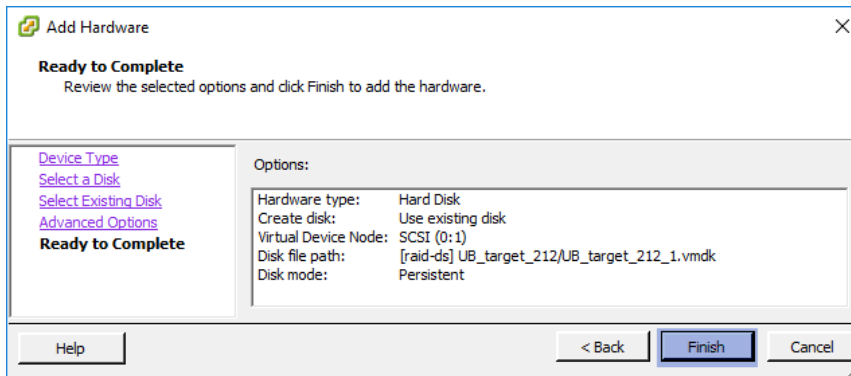 Add Hardware
Ready to Complete
Review the selected options and click Finish to add the hardware.
Device Type
Select a Disk
Select Existing Disk
Advanced Options
Ready to Complete
Options:
Hardware type: Hard Disk
Create disk: Use existing disk
Virtual Device Node: SCSI (0:1)
Disk file path: [raid-ds] UB_target_212/UB_target_212_1.vmdk
Disk mode: Persistent
Help
< Back
Finish
Cancel